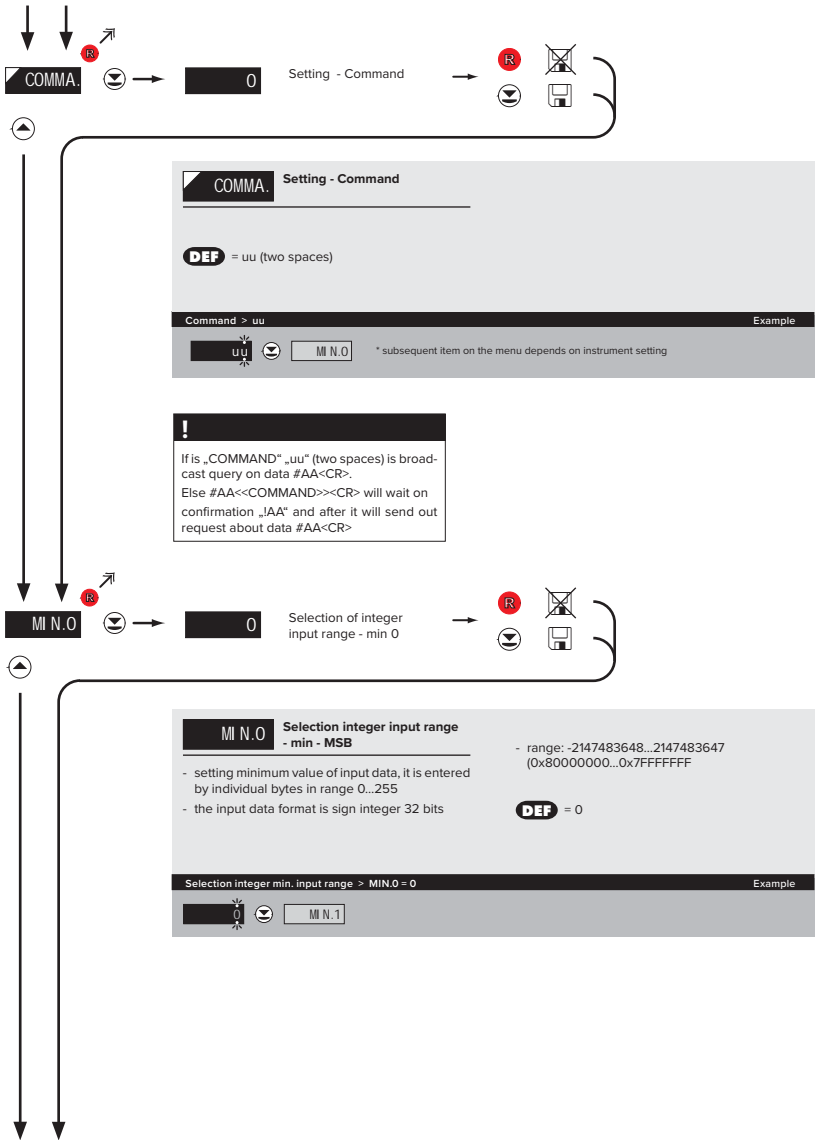 R
COMMA.
0
Setting - Command
R
COMMA.
Setting - Command
DEF = uu (two spaces)
Command > uu
Example
uu
MIN.0
* subsequent item on the menu depends on instrument setting
!
If is „COMMAND“ „uu“ (two spaces) is broad-
cast query on data #AA<CR>.
Else #AA<<COMMAND>><CR> will wait on
confirmation „!AA“ and after it will send out
request about data #AA<CR>
R
MIN.0
0
Selection of integer
input range - min 0
R
MIN.0
Selection integer input range
- min - MSB
- setting minimum value of input data, it is entered
by individual bytes in range 0...255
- the input data format is sign integer 32 bits
- range: -2147483648...2147483647
(0x80000000...0x7FFFFFFF
DEF = 0
Selection integer min. input range > MIN.0 = 0
Example
0
MIN.1